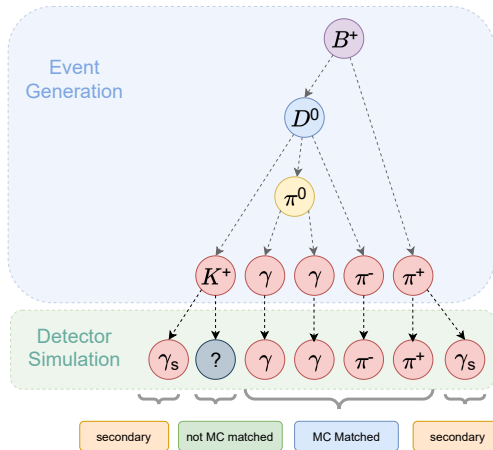 B⁺
Event
Generation
D⁰
π⁰
K⁺ γ γ π⁻ π⁺
Detector
Simulation
γₛ ? γ γ π⁻ π⁺ γₛ
secondary not MC matched MC Matched secondary